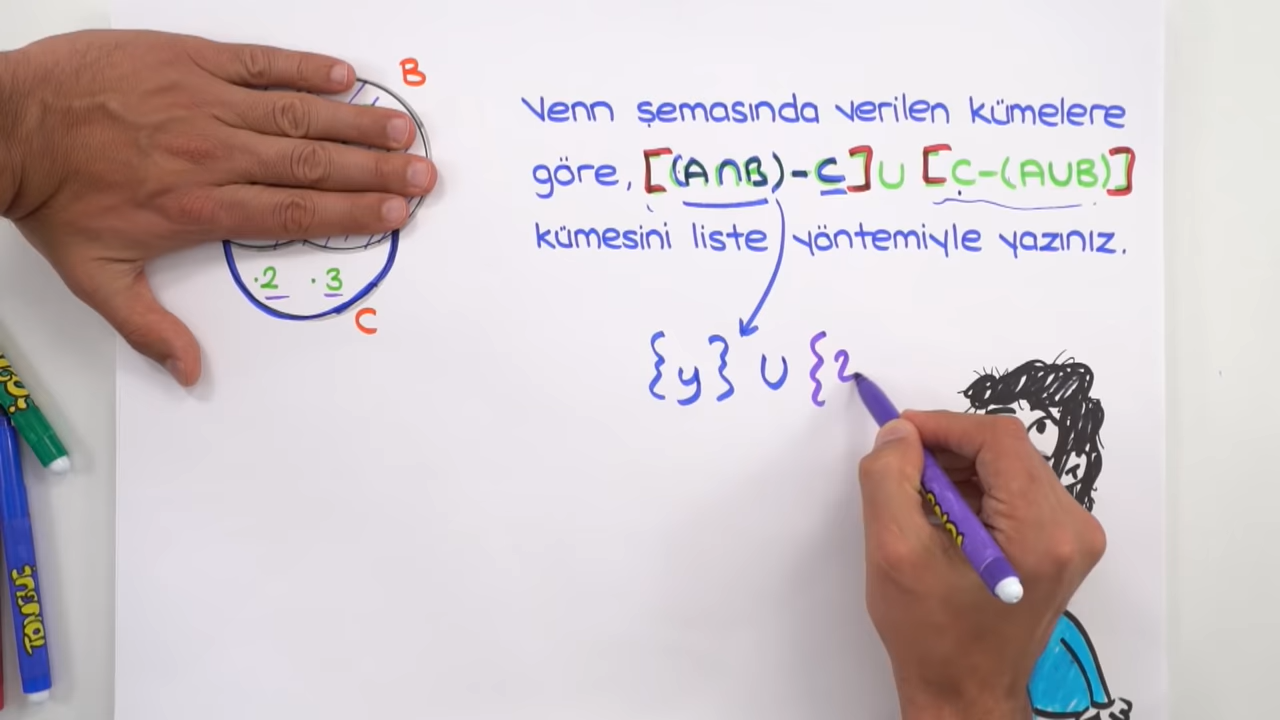 B
Venn şemasında verilen kümelere
göre, [(A∩B)-C]∪[C-(A∪B)]
kümesini liste yöntemiyle yazınız.
·2 ·3
C
{y} ∪ {2